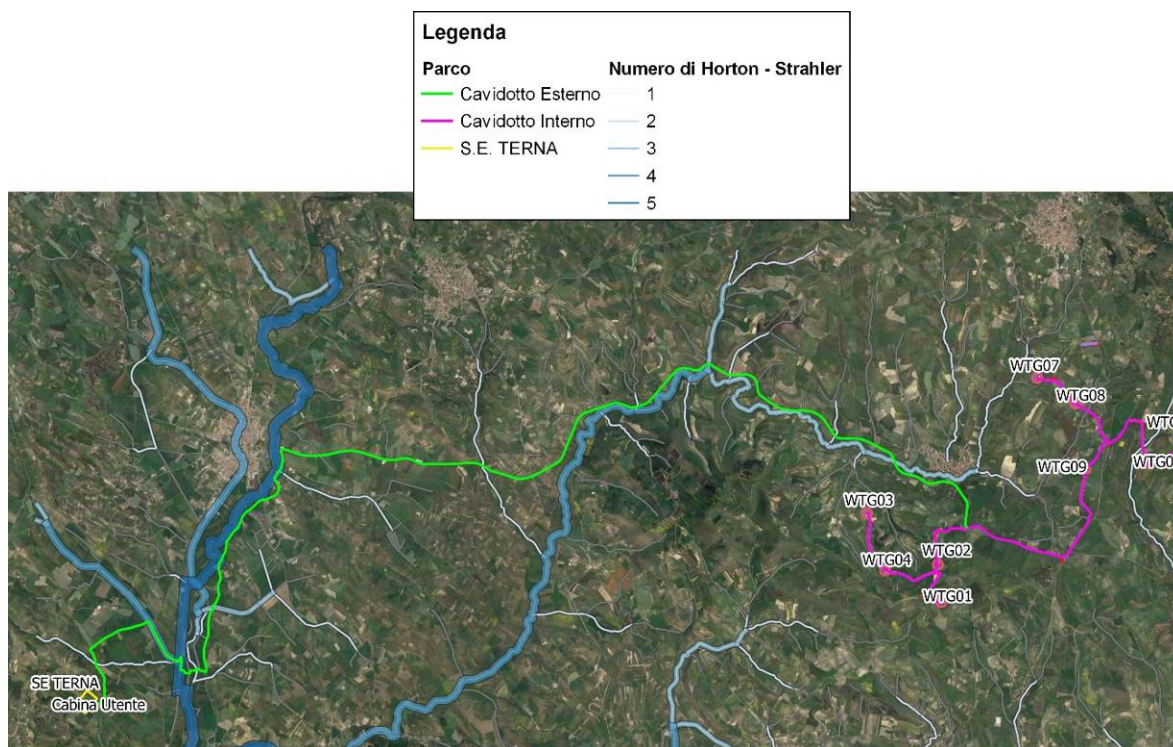 Legenda
Parco
Cavidotto Esterno
Cavidotto Interno
S.E. TERNA
Numero di Horton - Strahler
1
2
3
4
5
WTG07
WTG08
WTG09
WTG03
WTG04
WTG02
WTG01
SE TERNA
Cabina Utente